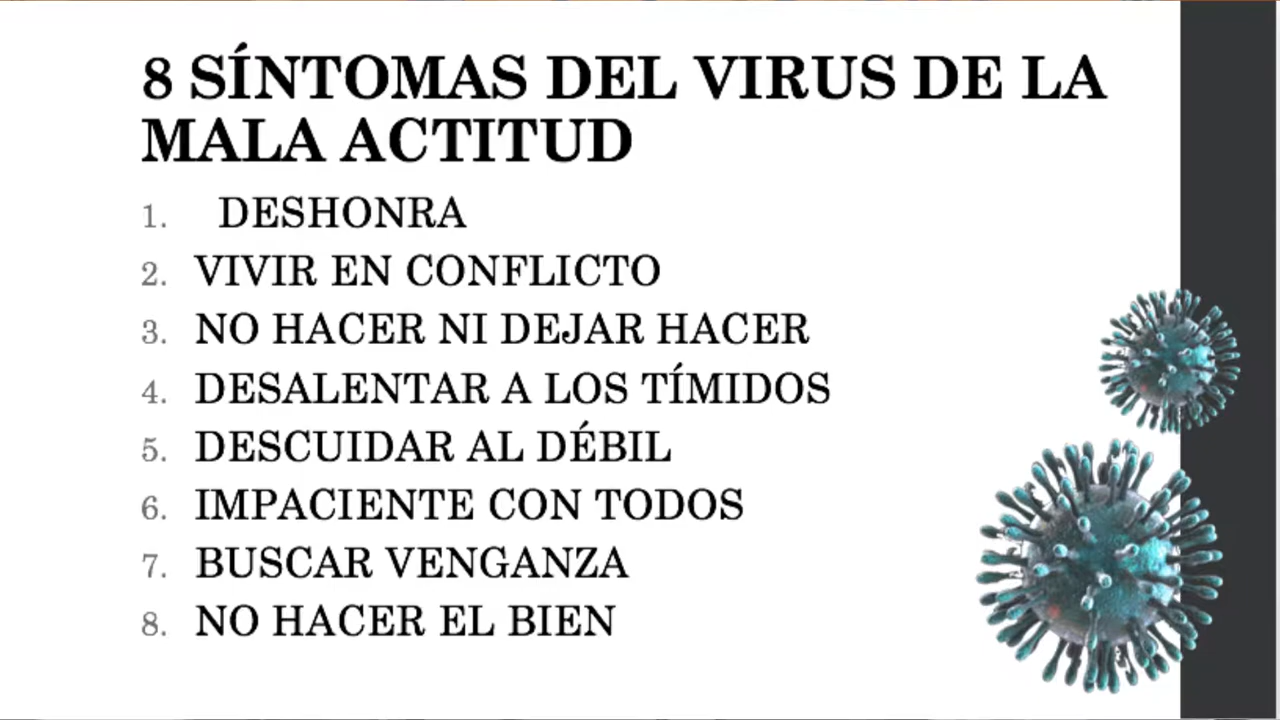 8 SÍNTOMAS DEL VIRUS DE LA
MALA ACTITUD
1. DESHONRA
2. VIVIR EN CONFLICTO
3. NO HACER NI DEJAR HACER
4. DESALENTAR A LOS TÍMIDOS
5. DESCUIDAR AL DÉBIL
6. IMPACIENTE CON TODOS
7. BUSCAR VENGANZA
8. NO HACER EL BIEN